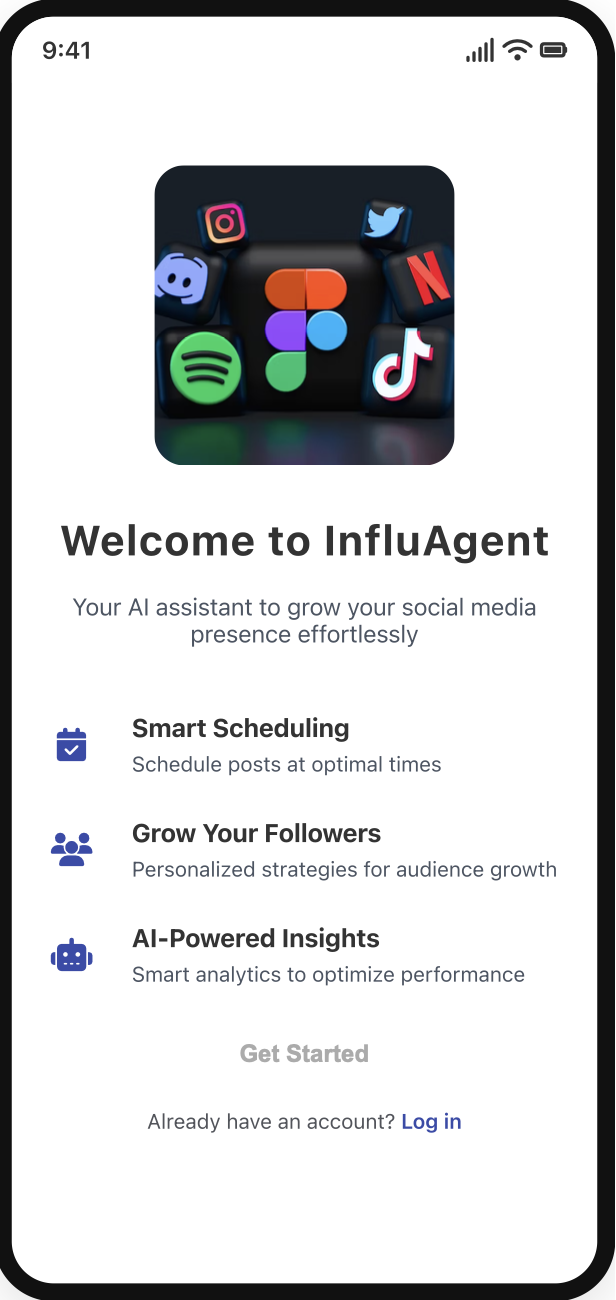 9:41
Welcome to InfluAgent
Your AI assistant to grow your social media
presence effortlessly
Smart Scheduling
Schedule posts at optimal times
Grow Your Followers
Personalized strategies for audience growth
AI-Powered Insights
Smart analytics to optimize performance
Get Started
Already have an account? Log in